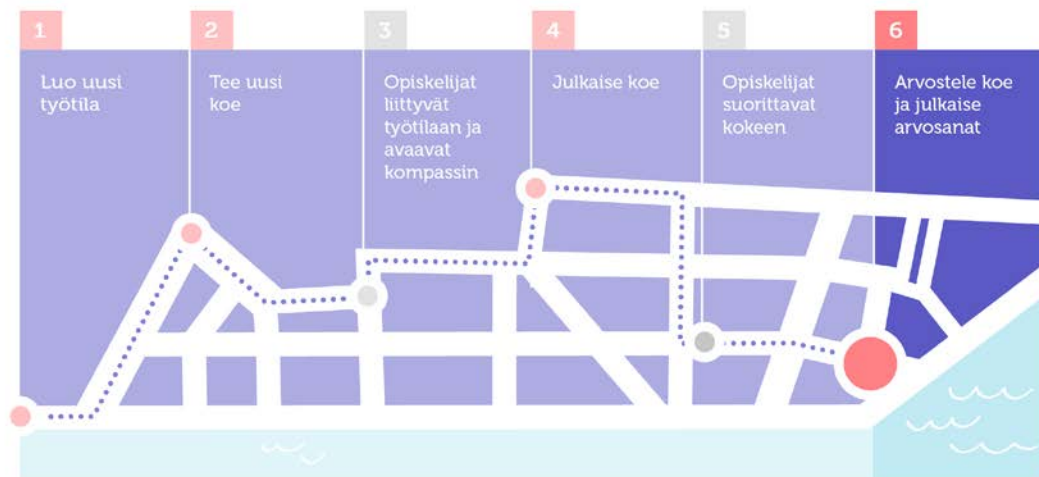 1
Luo uusi
työtila
2
Tee uusi
koe
3
Opiskelijat
liittyvät
työtilaan ja
avaavat
kompassin
4
Julkaise koe
5
Opiskelijat
suorittavat
kokeen
6
Arvostele koe
ja julkaise
arvosanat